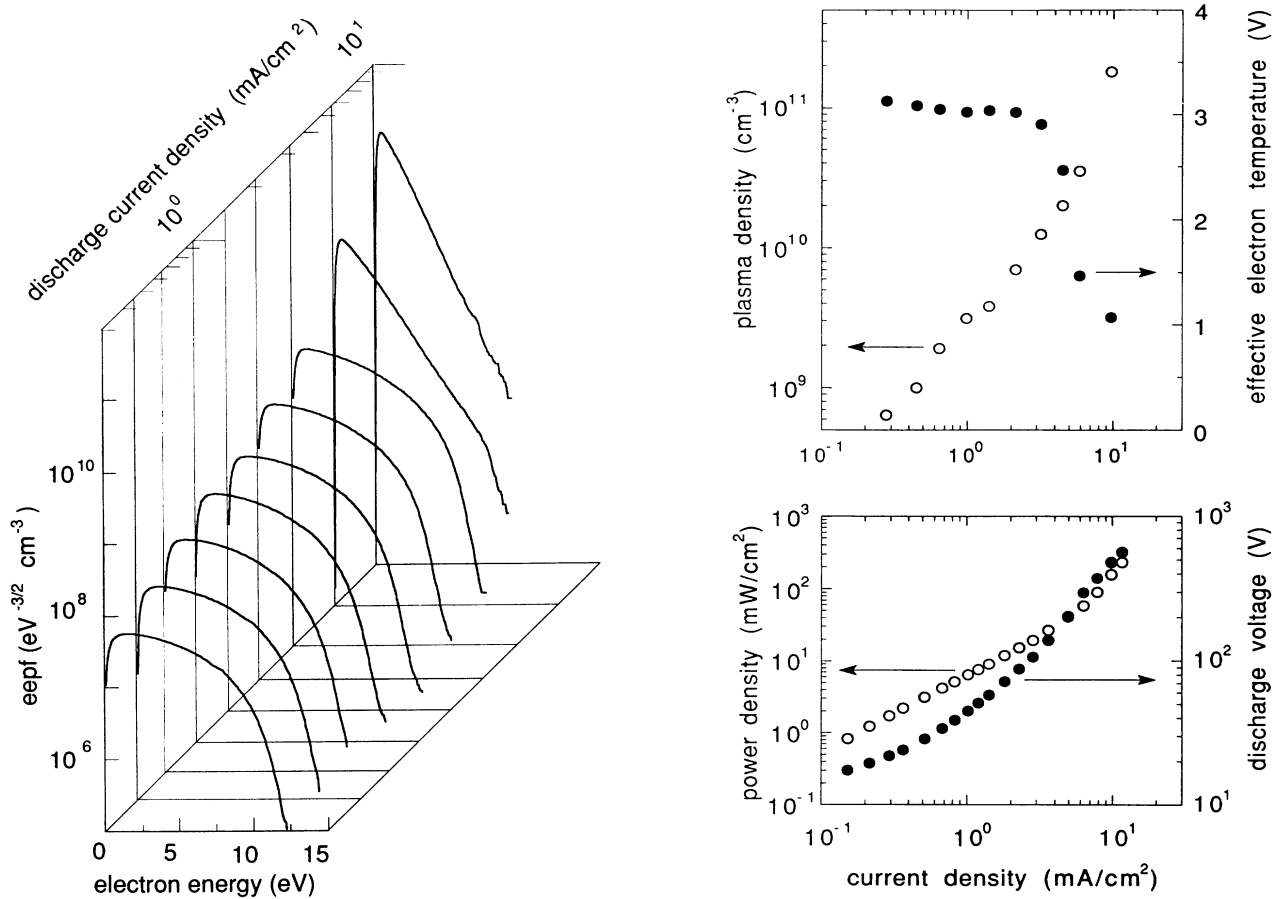 discharge current density (mA/cm²)
10⁰
10¹
eepf (eV⁻³ᐟ² cm⁻³)
10¹⁰
10⁸
10⁶
0 5 10 15
electron energy (eV)
plasma density (cm⁻³)
10¹¹
10¹⁰
10⁹
effective electron temperature (V)
4
3
2
1
0
10⁻¹ 10⁰ 10¹
power density (mW/cm²)
10³
10²
10¹
10⁰
10⁻¹
discharge voltage (V)
10³
10²
10¹
10⁻¹ 10⁰ 10¹
current density (mA/cm²)